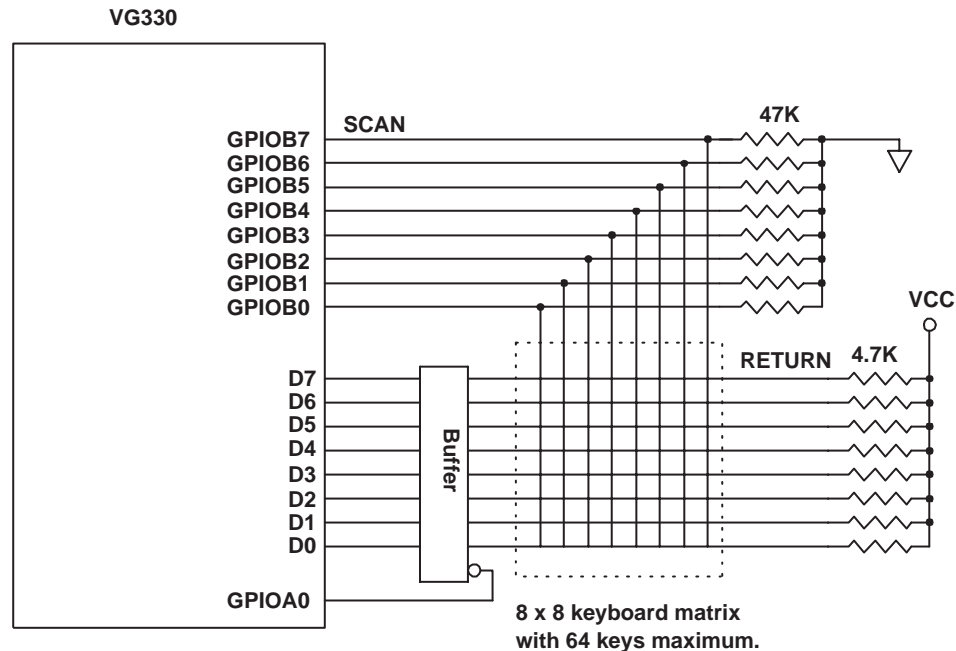 VG330
47K
SCAN
GPIOB7
GPIOB6
GPIOB5
GPIOB4
GPIOB3
GPIOB2
GPIOB1
GPIOB0
VCC
RETURN
4.7K
D7
D6
D5
D4
D3
D2
D1
D0
Buffer
GPIOA0
8 x 8 keyboard matrix
with 64 keys maximum.